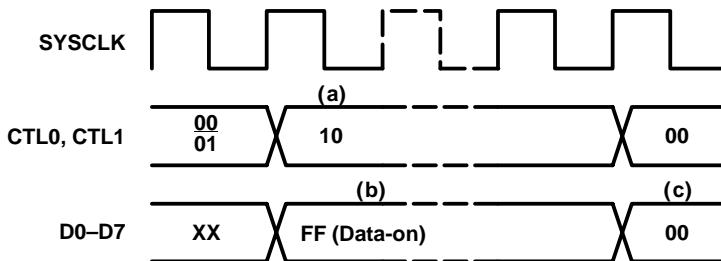 SYSCLK
(a)
CTL0, CTL1
00
01
10
00
(b)
(c)
D0–D7
XX
FF (Data-on)
00